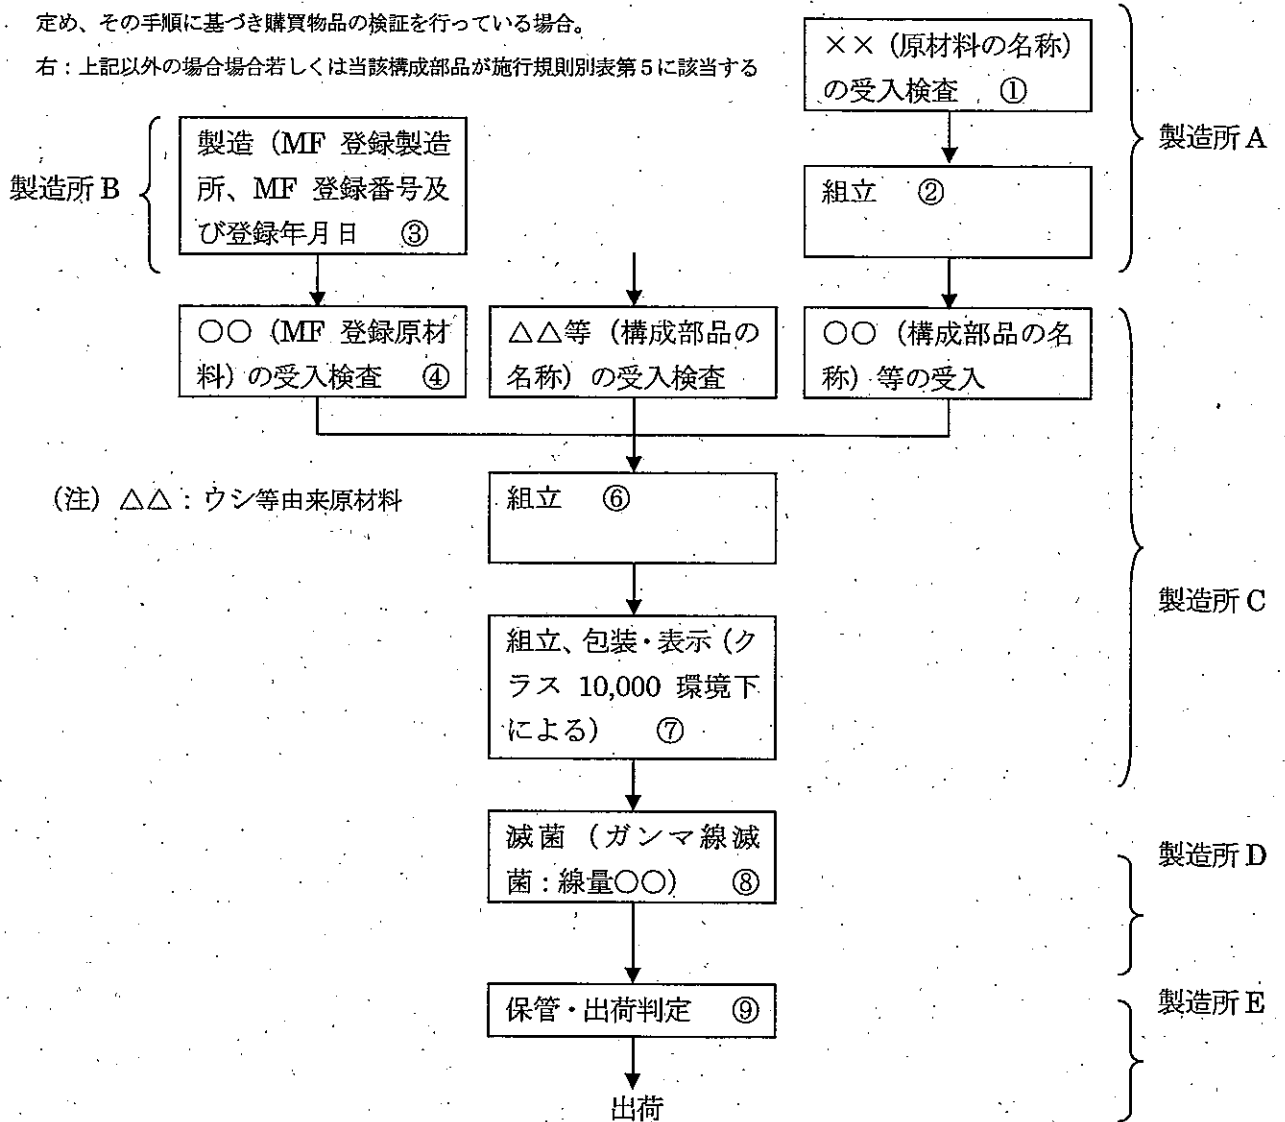 定め、その手順に基づき購買物品の検証を行っている場合。
右：上記以外の場合場合若しくは当該構成部品が施行規則別表第５に該当する
××（原材料の名称）
の受入検査　①
製造所 A
製造所 B
製造（MF 登録製造
所、MF 登録番号及
び登録年月日　③
組立　②
○○（MF 登録原材
料）の受入検査　④
△△等（構成部品の
名称）の受入検査
○○（構成部品の名
称）等の受入
（注）△△：ウシ等由来原材料
組立　⑥
製造所 C
組立、包装・表示（ク
ラス 10,000 環境下
による）　⑦
滅菌（ガンマ線滅
菌：線量○○）　⑧
製造所 D
保管・出荷判定　⑨
製造所 E
出荷